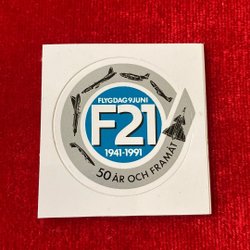 FLYGDAG 9 JUNI
F21
1941-1991
50 ÅR OCH FRAMÅT